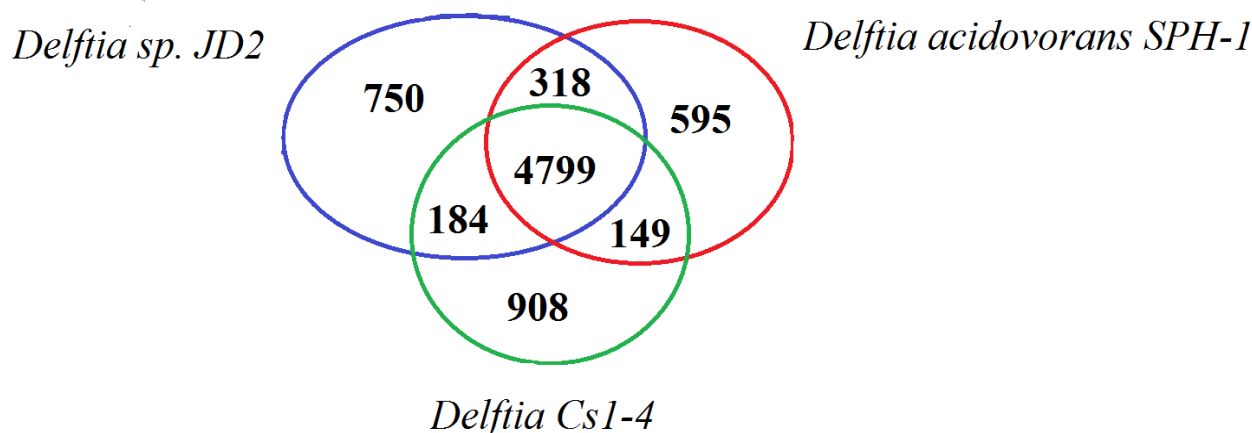 Delftia sp. JD2
Delftia acidovorans SPH-1
318
750
595
4799
184
149
908
Delftia Cs1-4